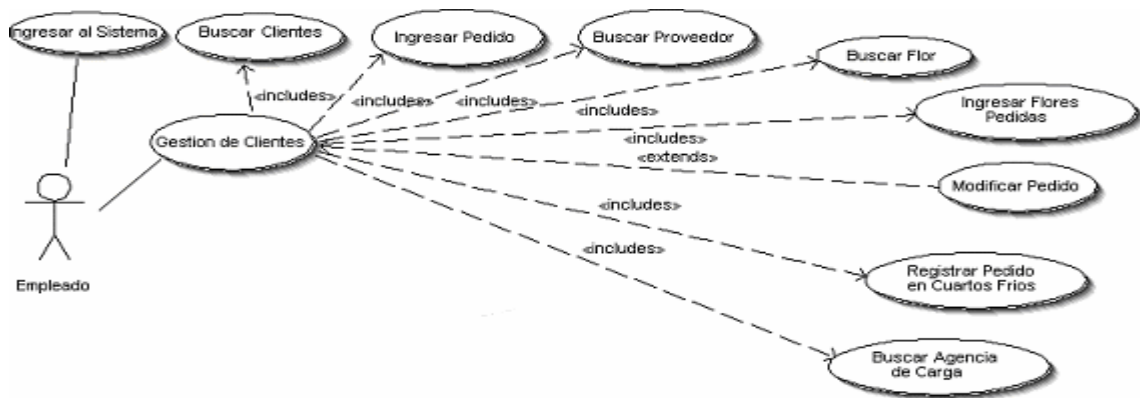 Ingresar al Sistema
Buscar Clientes
Ingresar Pedido
Buscar Proveedor
Buscar Flor
«includes»
«includes»
«includes»
Ingresar Flores
Pedidas
Gestion de Clientes
«includes»
«extends»
Modificar Pedido
«includes»
«includes»
Empleado
Registrar Pedido
en Cuartos Frios
Buscar Agencia
de Carga